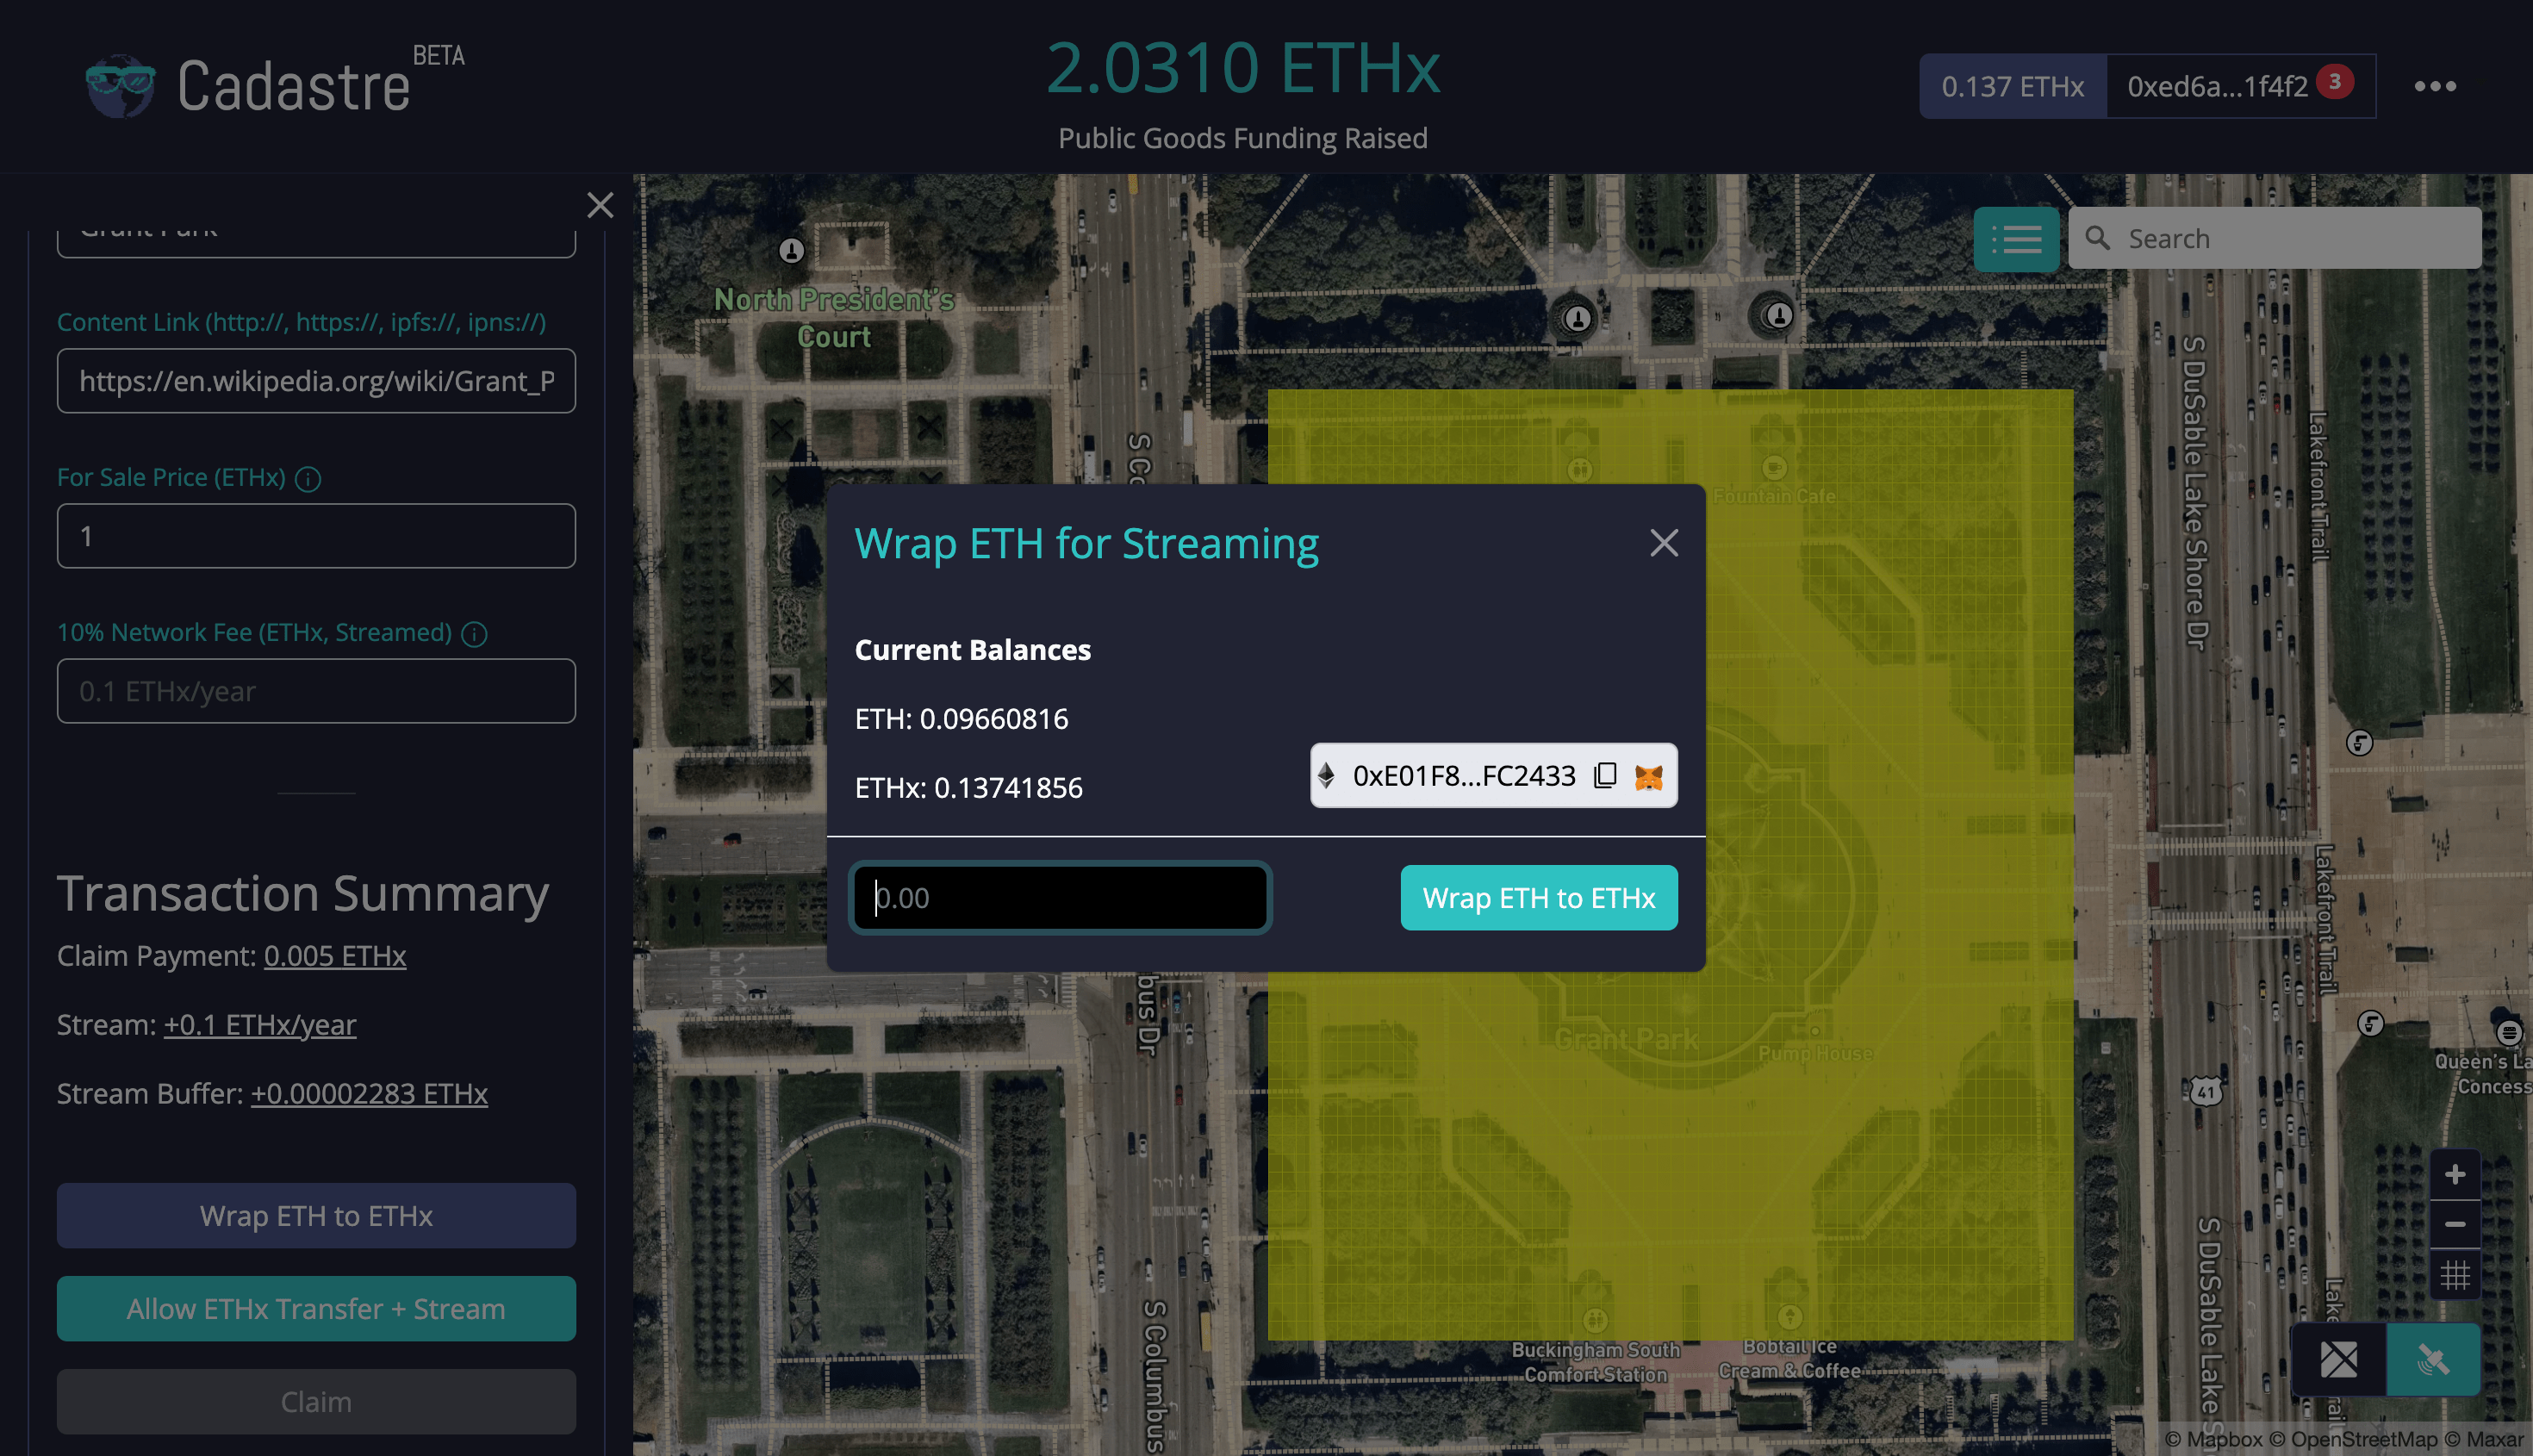 Cadastre BETA
2.0310 ETHx
Public Goods Funding Raised
0.137 ETHx
0xed6a...1f4f2
3
Grant Park
Content Link (http://, https://, ipfs://, ipns://)
https://en.wikipedia.org/wiki/Grant_P
For Sale Price (ETHx)
1
10% Network Fee (ETHx, Streamed)
0.1 ETHx/year
Transaction Summary
Claim Payment: 0.005 ETHx
Stream: +0.1 ETHx/year
Stream Buffer: +0.00002283 ETHx
Wrap ETH to ETHx
Allow ETHx Transfer + Stream
Claim
Search
North President's
Court
Fountain Cafe
S DuSable Lake Shore Dr
Lakefront Trail
Wrap ETH for Streaming
Current Balances
ETH: 0.09660816
ETHx: 0.13741856
0xE01F8...FC2433
0.00
Wrap ETH to ETHx
Lakefront Trail
bus Dr
Grant Park
Pump House
Queen's La
Concess
41
S Columbus
S DuSable Lake S
Buckingham South
Comfort Station
Bobtail Ice
Cream & Coffee
© Mapbox © OpenStreetMap © Maxar